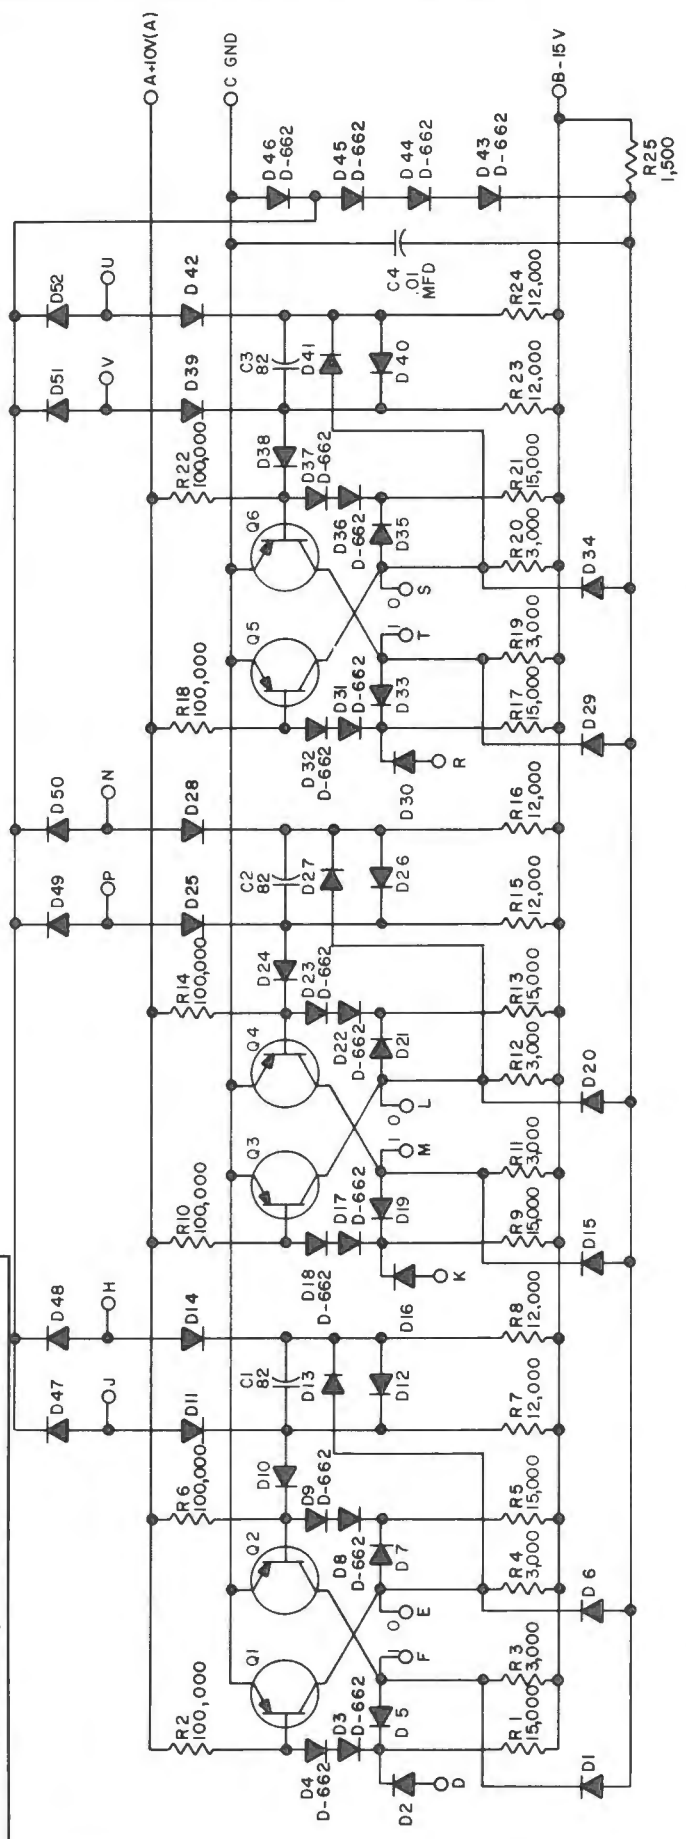 A+10V(A)
C GND
B-15V
R25
1,500
D46
D-662
D45
D-662
D44
D-662
D43
D-662
C4
.01
MFD
D52
U
D42
D51
V
D39
C3
82
D41
D40
R24
12,000
R23
12,000
R22
100,000
D38
D37
D-662
D36
D-662
D35
R21
15,000
R20
3,000
Q6
Q5
0
S
1
T
D34
R19
3,000
R18
100,000
D31
D-662
D32
D-662
D33
R17
15,000
D29
D30
R
D50
N
D28
D49
P
D25
C2
82
D27
D26
R16
12,000
R15
12,000
R14
100,000
D24
D23
D-662
D22
D-662
D21
R13
15,000
R12
3,000
Q4
Q3
0
L
1
M
D20
R11
3,000
R10
100,000
D17
D-662
D18
D-662
D19
R9
15,000
D15
D16
K
D48
H
D14
D47
J
D11
C1
82
D13
D12
R8
12,000
R7
12,000
R6
100,000
D10
D9
D-662
D8
D-662
D7
R5
15,000
R4
3,000
Q2
Q1
0
E
1
F
D6
R3
3,000
R2
100,000
D3
D-662
D4
D-662
D5
R1
15,000
D1
D2
D